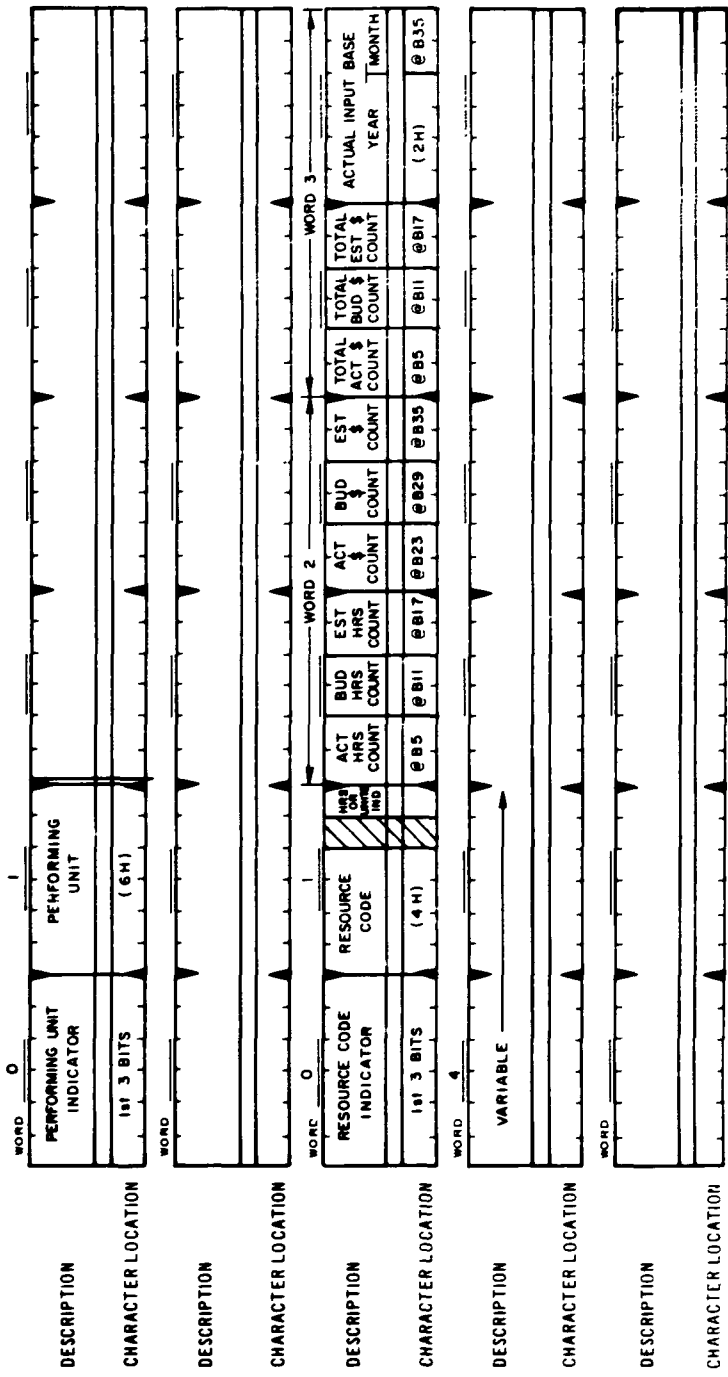 WORD 0 1
DESCRIPTION PERFORMING UNIT INDICATOR PERFORMING UNIT
CHARACTER LOCATION 1st 3 BITS (6H)
DESCRIPTION
CHARACTER LOCATION
WORD 0 1 WORD 2 WORD 3
DESCRIPTION RESOURCE CODE INDICATOR RESOURCE CODE HRS OR IND ACT HRS COUNT BUD HRS COUNT EST HRS COUNT ACT $ COUNT BUD $ COUNT EST $ COUNT TOTAL ACT $ COUNT TOTAL BUD $ COUNT TOTAL EST $ COUNT ACTUAL INPUT BASE YEAR MONTH
CHARACTER LOCATION 1st 3 BITS (4H) @B5 @B11 @B17 @B23 @B29 @B35 @B5 @B11 @B17 (2H) @B35
WORD 4
DESCRIPTION VARIABLE
CHARACTER LOCATION
WORD
DESCRIPTION
CHARACTER LOCATION